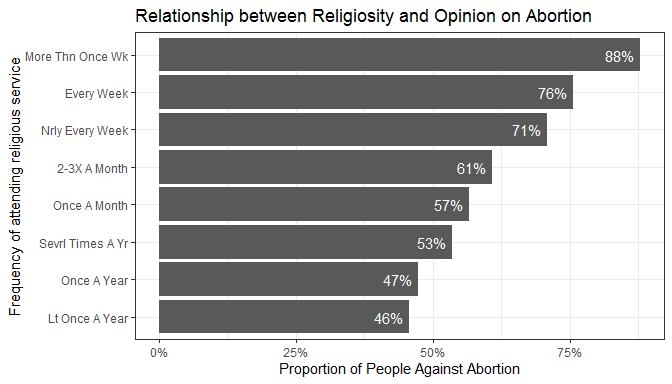 Relationship between Religiosity and Opinion on Abortion
Frequency of attending religious service
More Thn Once Wk 88%
Every Week 76%
Nrly Every Week 71%
2-3X A Month 61%
Once A Month 57%
Sevrl Times A Yr 53%
Once A Year 47%
Lt Once A Year 46%
0% 25% 50% 75%
Proportion of People Against Abortion